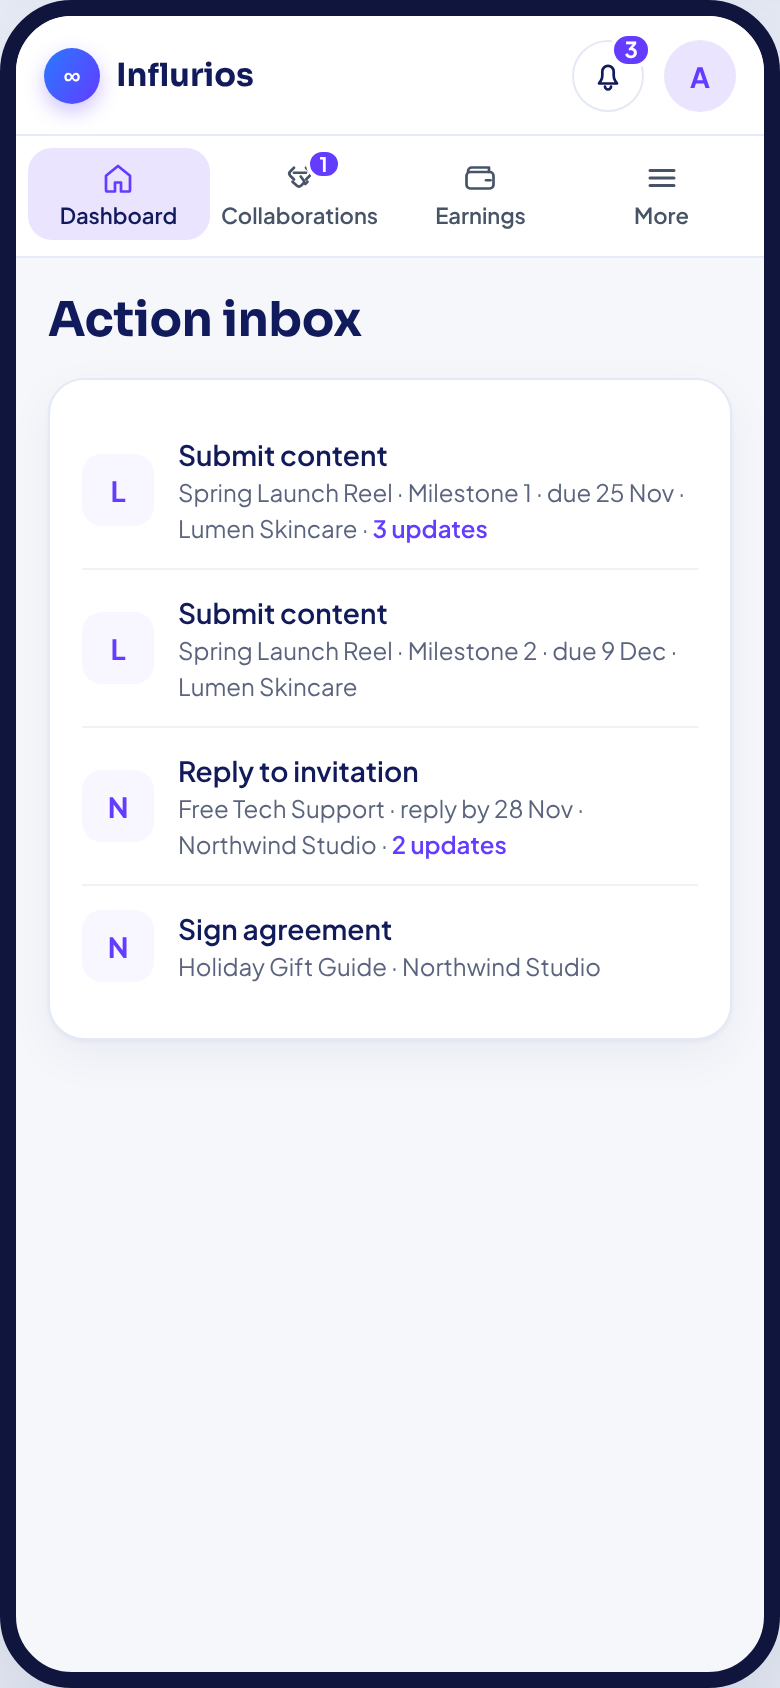 ∞ Influrios
3
A
Dashboard
1
Collaborations
Earnings
More
Action inbox
L
Submit content
Spring Launch Reel · Milestone 1 · due 25 Nov ·
Lumen Skincare · 3 updates
L
Submit content
Spring Launch Reel · Milestone 2 · due 9 Dec ·
Lumen Skincare
N
Reply to invitation
Free Tech Support · reply by 28 Nov ·
Northwind Studio · 2 updates
N
Sign agreement
Holiday Gift Guide · Northwind Studio